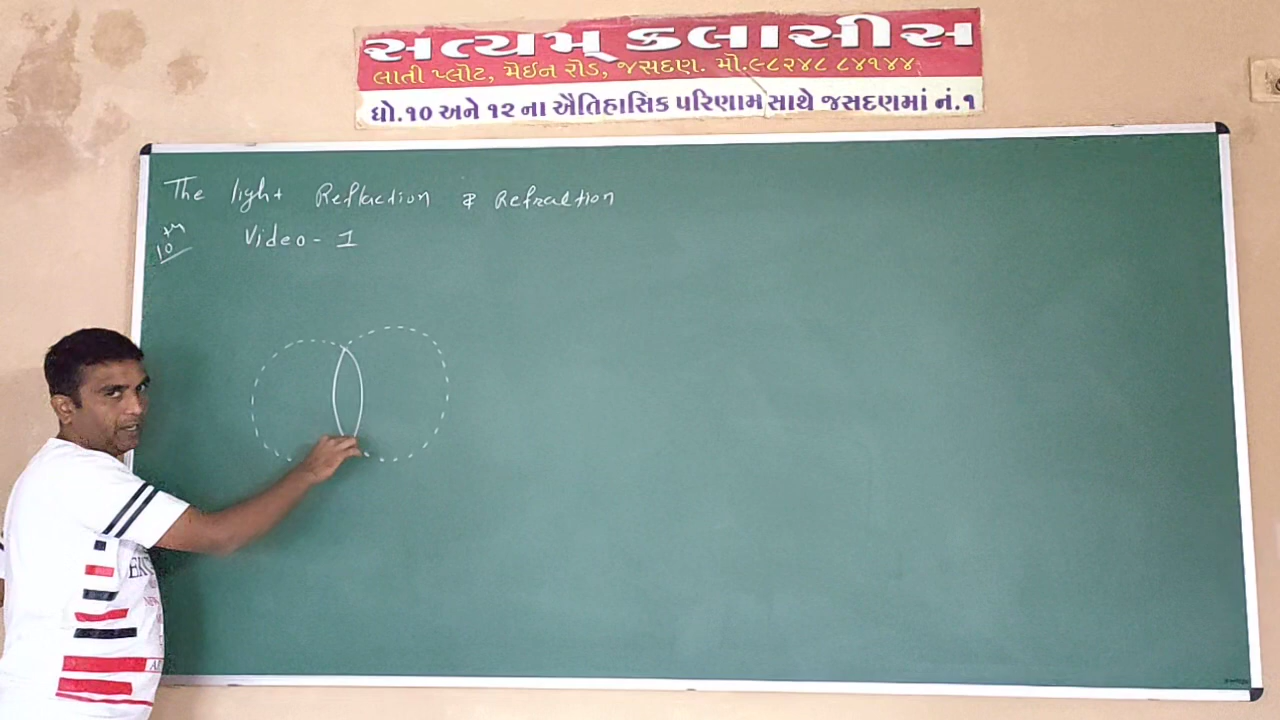 સત્યમ્ ક્લાસીસ
લાતી પ્લોટ, મેઈન રોડ, જસદણ. મો.૯૮૨૪૮ ૮૪૧૪૪
ધો.૧૦ અને ૧૨ ના ઐતિહાસિક પરિણામ સાથે જસદણમાં નં.૧
The light Reflaction & Refraction
10th Video - 1